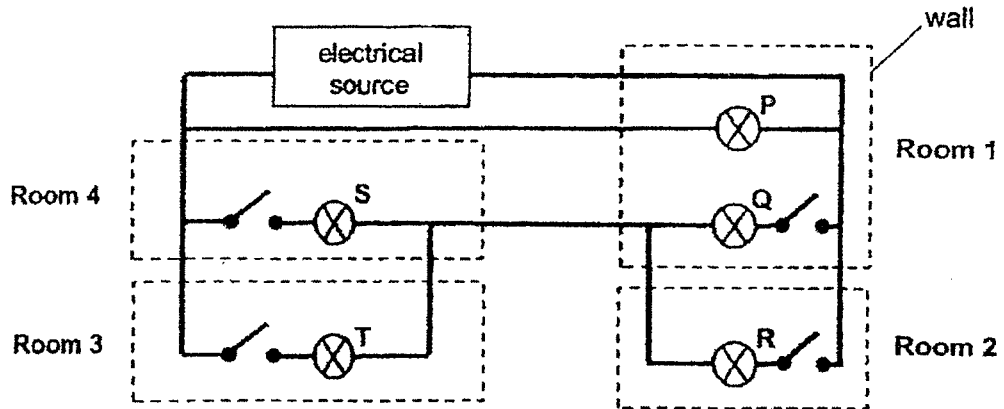 wall
electrical
source
P
Room 1
Room 4
S
Q
Room 3
T
R
Room 2